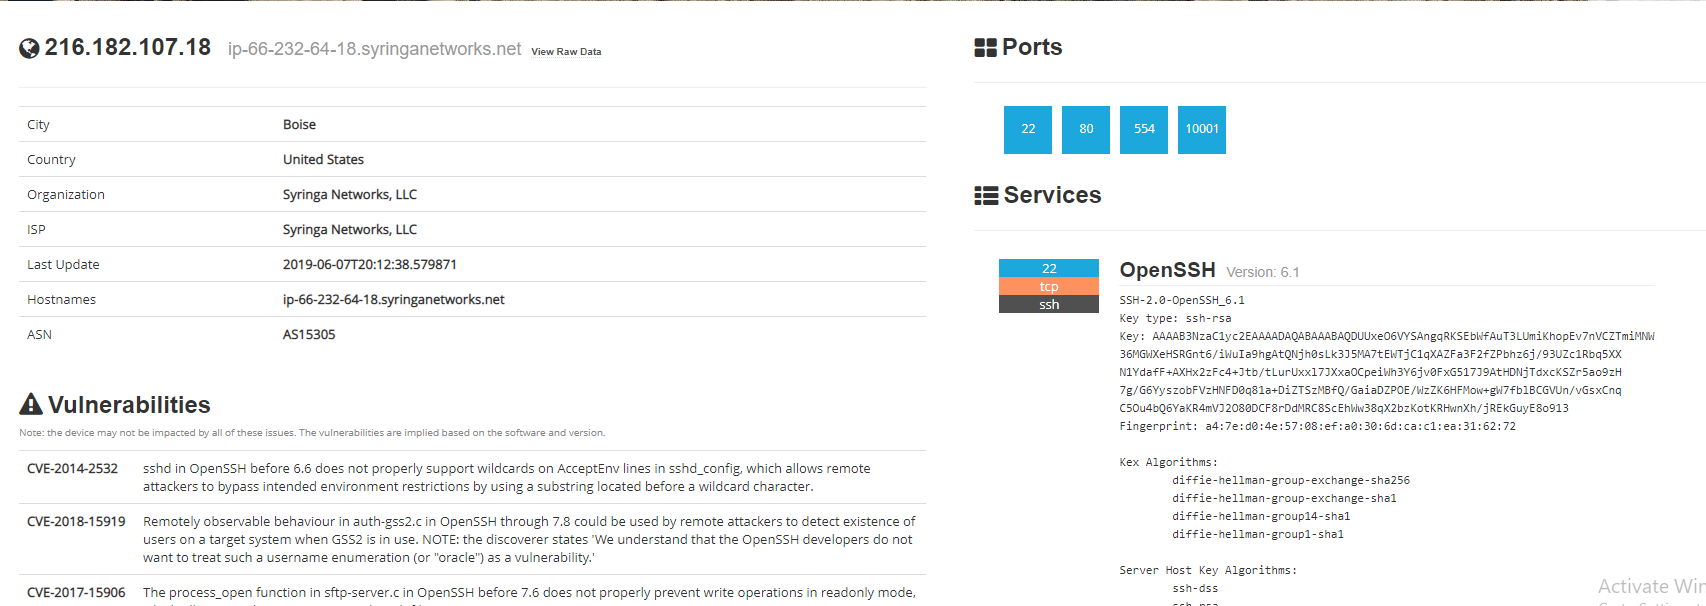 216.182.107.18 ip-66-232-64-18.syringanetworks.net View Raw Data
City Boise
Country United States
Organization Syringa Networks, LLC
ISP Syringa Networks, LLC
Last Update 2019-06-07T20:12:38.579871
Hostnames ip-66-232-64-18.syringanetworks.net
ASN AS15305
Vulnerabilities
Note: the device may not be impacted by all of these issues. The vulnerabilities are implied based on the software and version.
CVE-2014-2532 sshd in OpenSSH before 6.6 does not properly support wildcards on AcceptEnv lines in sshd_config, which allows remote
attackers to bypass intended environment restrictions by using a substring located before a wildcard character.
CVE-2018-15919 Remotely observable behaviour in auth-gss2.c in OpenSSH through 7.8 could be used by remote attackers to detect existence of
users on a target system when GSS2 is in use. NOTE: the discoverer states 'We understand that the OpenSSH developers do not
want to treat such a username enumeration (or "oracle") as a vulnerability.'
CVE-2017-15906 The process_open function in sftp-server.c in OpenSSH before 7.6 does not properly prevent write operations in readonly mode,
Ports
22 80 554 10001
Services
22
tcp
ssh
OpenSSH Version: 6.1
SSH-2.0-OpenSSH_6.1
Key type: ssh-rsa
Key: AAAAB3NzaC1yc2EAAAADAQABAAABAQDUUxeO6VYSAngqRKSEbWfAuT3LUmiKhopEv7nVCZTmiMNW
36MGWXeHSRGnt6/iWuIa9hgAtQNjh0sLk3J5MA7tEWTjC1qXAZFa3F2fZPbhz6j/93UZc1Rbq5XX
N1YdafF+AXHx2zFc4+Jtb/tLurUxxl7JXxaOCpeiWh3Y6jv0FxG517J9AtHDNjTdxcKSZr5ao9zH
7g/G6YyszobFVzHNFD0q81a+DiZTSzMBfQ/GaiaDZPOE/WzZK6HFMow+gW7fblBCGVUn/vGsxCnq
C5Ou4bQ6YaKR4mVJ2O80DCF8rDdMRC8ScEhWw38qX2bzKotKRHwnXh/jREkGuyE8o913
Fingerprint: a4:7e:d0:4e:57:08:ef:a0:30:6d:ca:c1:ea:31:62:72
Kex Algorithms:
diffie-hellman-group-exchange-sha256
diffie-hellman-group-exchange-sha1
diffie-hellman-group14-sha1
diffie-hellman-group1-sha1
Server Host Key Algorithms:
ssh-dss
ssh-rsa
Activate Win